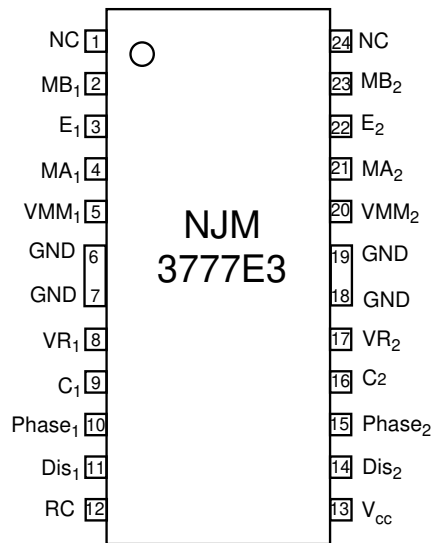 NC 1 24 NC
MB₁ 2 23 MB₂
E₁ 3 22 E₂
MA₁ 4 21 MA₂
VMM₁ 5 20 VMM₂
NJM
3777E3
GND 6 19 GND
GND 7 18 GND
VR₁ 8 17 VR₂
C₁ 9 16 C2
Phase₁ 10 15 Phase₂
Dis₁ 11 14 Dis₂
RC 12 13 Vcc